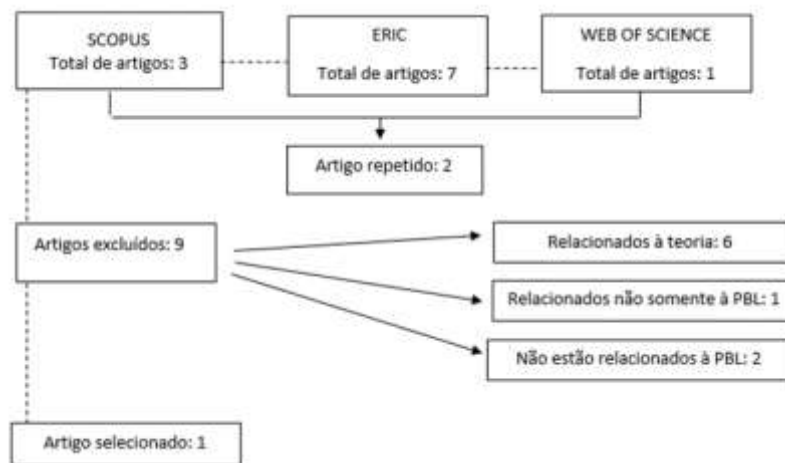 SCOPUS
Total de artigos: 3
ERIC
Total de artigos: 7
WEB OF SCIENCE
Total de artigos: 1
Artigo repetido: 2
Artigos excluídos: 9
Relacionados à teoria: 6
Relacionados não somente à PBL: 1
Não estão relacionados à PBL: 2
Artigo selecionado: 1